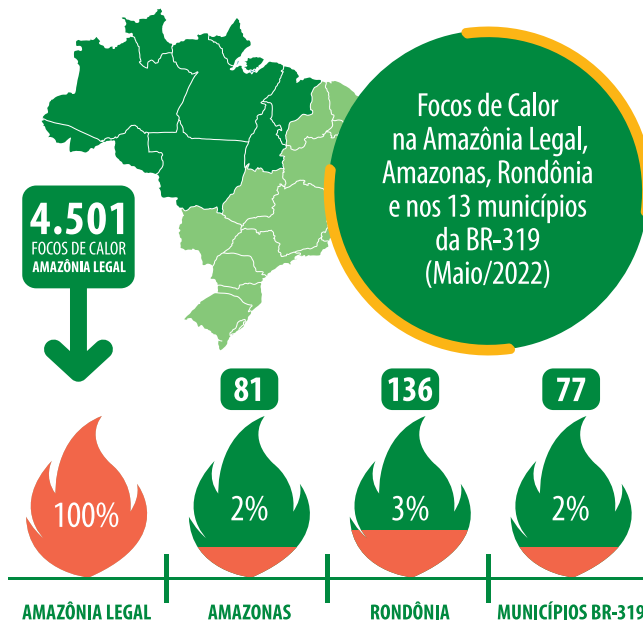 Focos de Calor
na Amazônia Legal,
Amazonas, Rondônia
e nos 13 municípios
da BR-319
(Maio/2022)
4.501
FOCOS DE CALOR
AMAZÔNIA LEGAL
81
136
77
100%
2%
3%
2%
AMAZÔNIA LEGAL
AMAZONAS
RONDÔNIA
MUNICÍPIOS BR-319